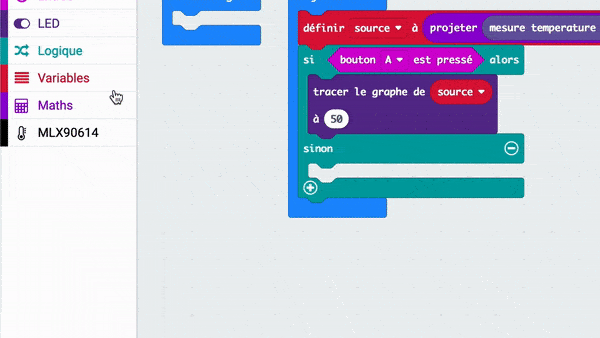 LED
Logique
Variables
Maths
MLX90614
définir source à projeter mesure temperature
si bouton A est pressé alors
tracer le graphe de source
à 50
sinon